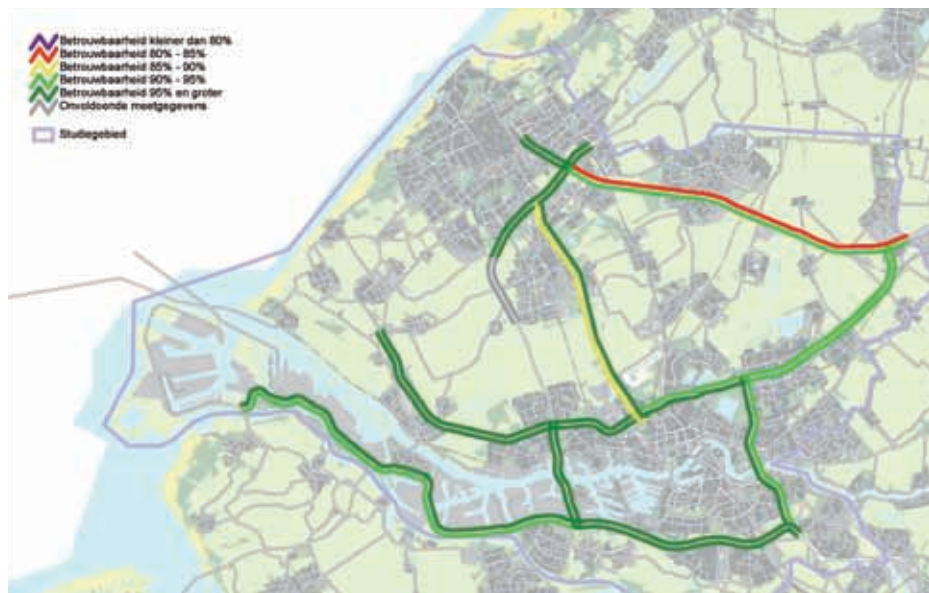 Betrouwbaarheid kleiner dan 80%
Betrouwbaarheid 80% - 85%
Betrouwbaarheid 85% - 90%
Betrouwbaarheid 90% - 95%
Betrouwbaarheid 95% en groter
Onvoldoende meetgegevens
Studiegebied